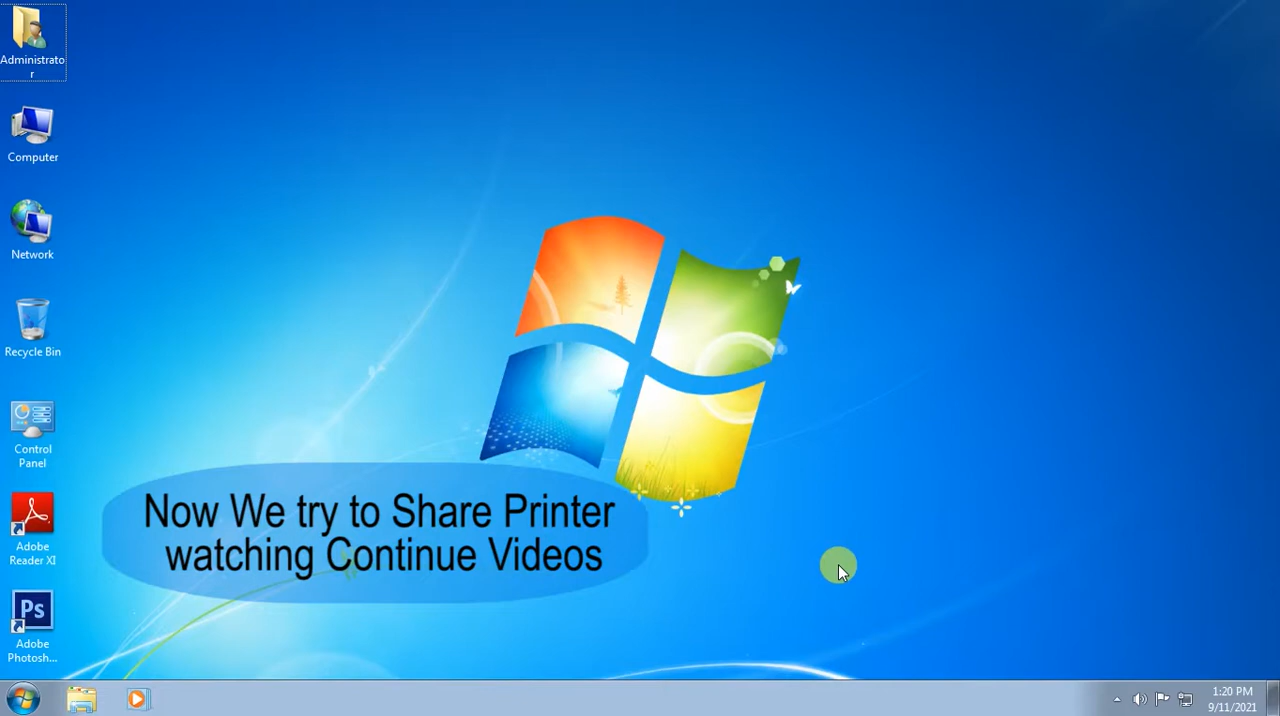 Administrato
r
Computer
Network
Recycle Bin
Control
Panel
Adobe
Reader XI
Ps
Adobe
Photosh...
Now We try to Share Printer
watching Continue Videos
1:20 PM
9/11/2021